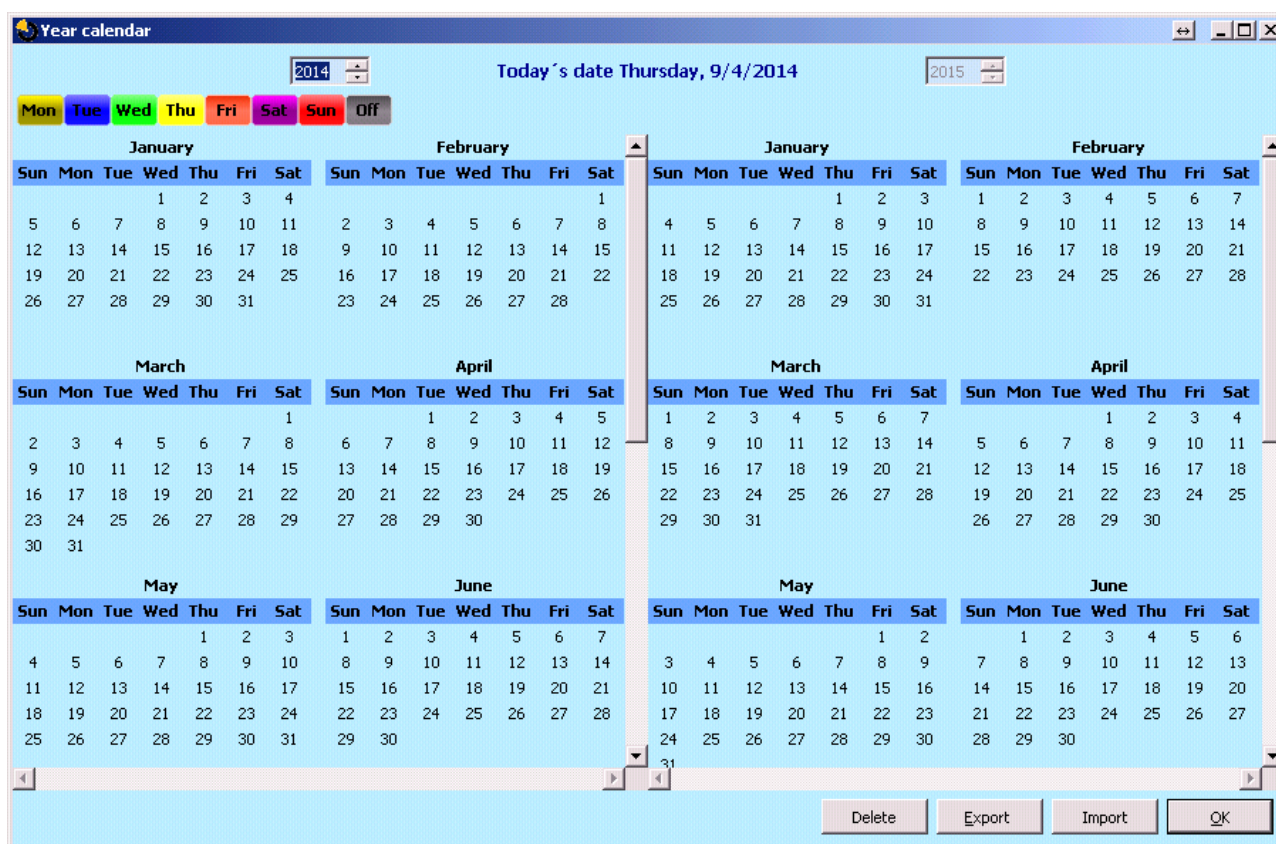 Year calendar
2014 Today´s date Thursday, 9/4/2014 2015
Mon Tue Wed Thu Fri Sat Sun Off
January February January February
Sun Mon Tue Wed Thu Fri Sat Sun Mon Tue Wed Thu Fri Sat Sun Mon Tue Wed Thu Fri Sat Sun Mon Tue Wed Thu Fri Sat
1 2 3 4 1 1 2 3 1 2 3 4 5 6 7
5 6 7 8 9 10 11 2 3 4 5 6 7 8 4 5 6 7 8 9 10 8 9 10 11 12 13 14
12 13 14 15 16 17 18 9 10 11 12 13 14 15 11 12 13 14 15 16 17 15 16 17 18 19 20 21
19 20 21 22 23 24 25 16 17 18 19 20 21 22 18 19 20 21 22 23 24 22 23 24 25 26 27 28
26 27 28 29 30 31 23 24 25 26 27 28 25 26 27 28 29 30 31
March April March April
Sun Mon Tue Wed Thu Fri Sat Sun Mon Tue Wed Thu Fri Sat Sun Mon Tue Wed Thu Fri Sat Sun Mon Tue Wed Thu Fri Sat
1 1 2 3 4 5 1 2 3 4 5 6 7 1 2 3 4
2 3 4 5 6 7 8 6 7 8 9 10 11 12 8 9 10 11 12 13 14 5 6 7 8 9 10 11
9 10 11 12 13 14 15 13 14 15 16 17 18 19 15 16 17 18 19 20 21 12 13 14 15 16 17 18
16 17 18 19 20 21 22 20 21 22 23 24 25 26 22 23 24 25 26 27 28 19 20 21 22 23 24 25
23 24 25 26 27 28 29 27 28 29 30 29 30 31 26 27 28 29 30
30 31
May June May June
Sun Mon Tue Wed Thu Fri Sat Sun Mon Tue Wed Thu Fri Sat Sun Mon Tue Wed Thu Fri Sat Sun Mon Tue Wed Thu Fri Sat
1 2 3 1 2 3 4 5 6 7 1 2 1 2 3 4 5 6
4 5 6 7 8 9 10 8 9 10 11 12 13 14 3 4 5 6 7 8 9 7 8 9 10 11 12 13
11 12 13 14 15 16 17 15 16 17 18 19 20 21 10 11 12 13 14 15 16 14 15 16 17 18 19 20
18 19 20 21 22 23 24 22 23 24 25 26 27 28 17 18 19 20 21 22 23 21 22 23 24 25 26 27
25 26 27 28 29 30 31 29 30 24 25 26 27 28 29 30 28 29 30
31
Delete Export Import OK